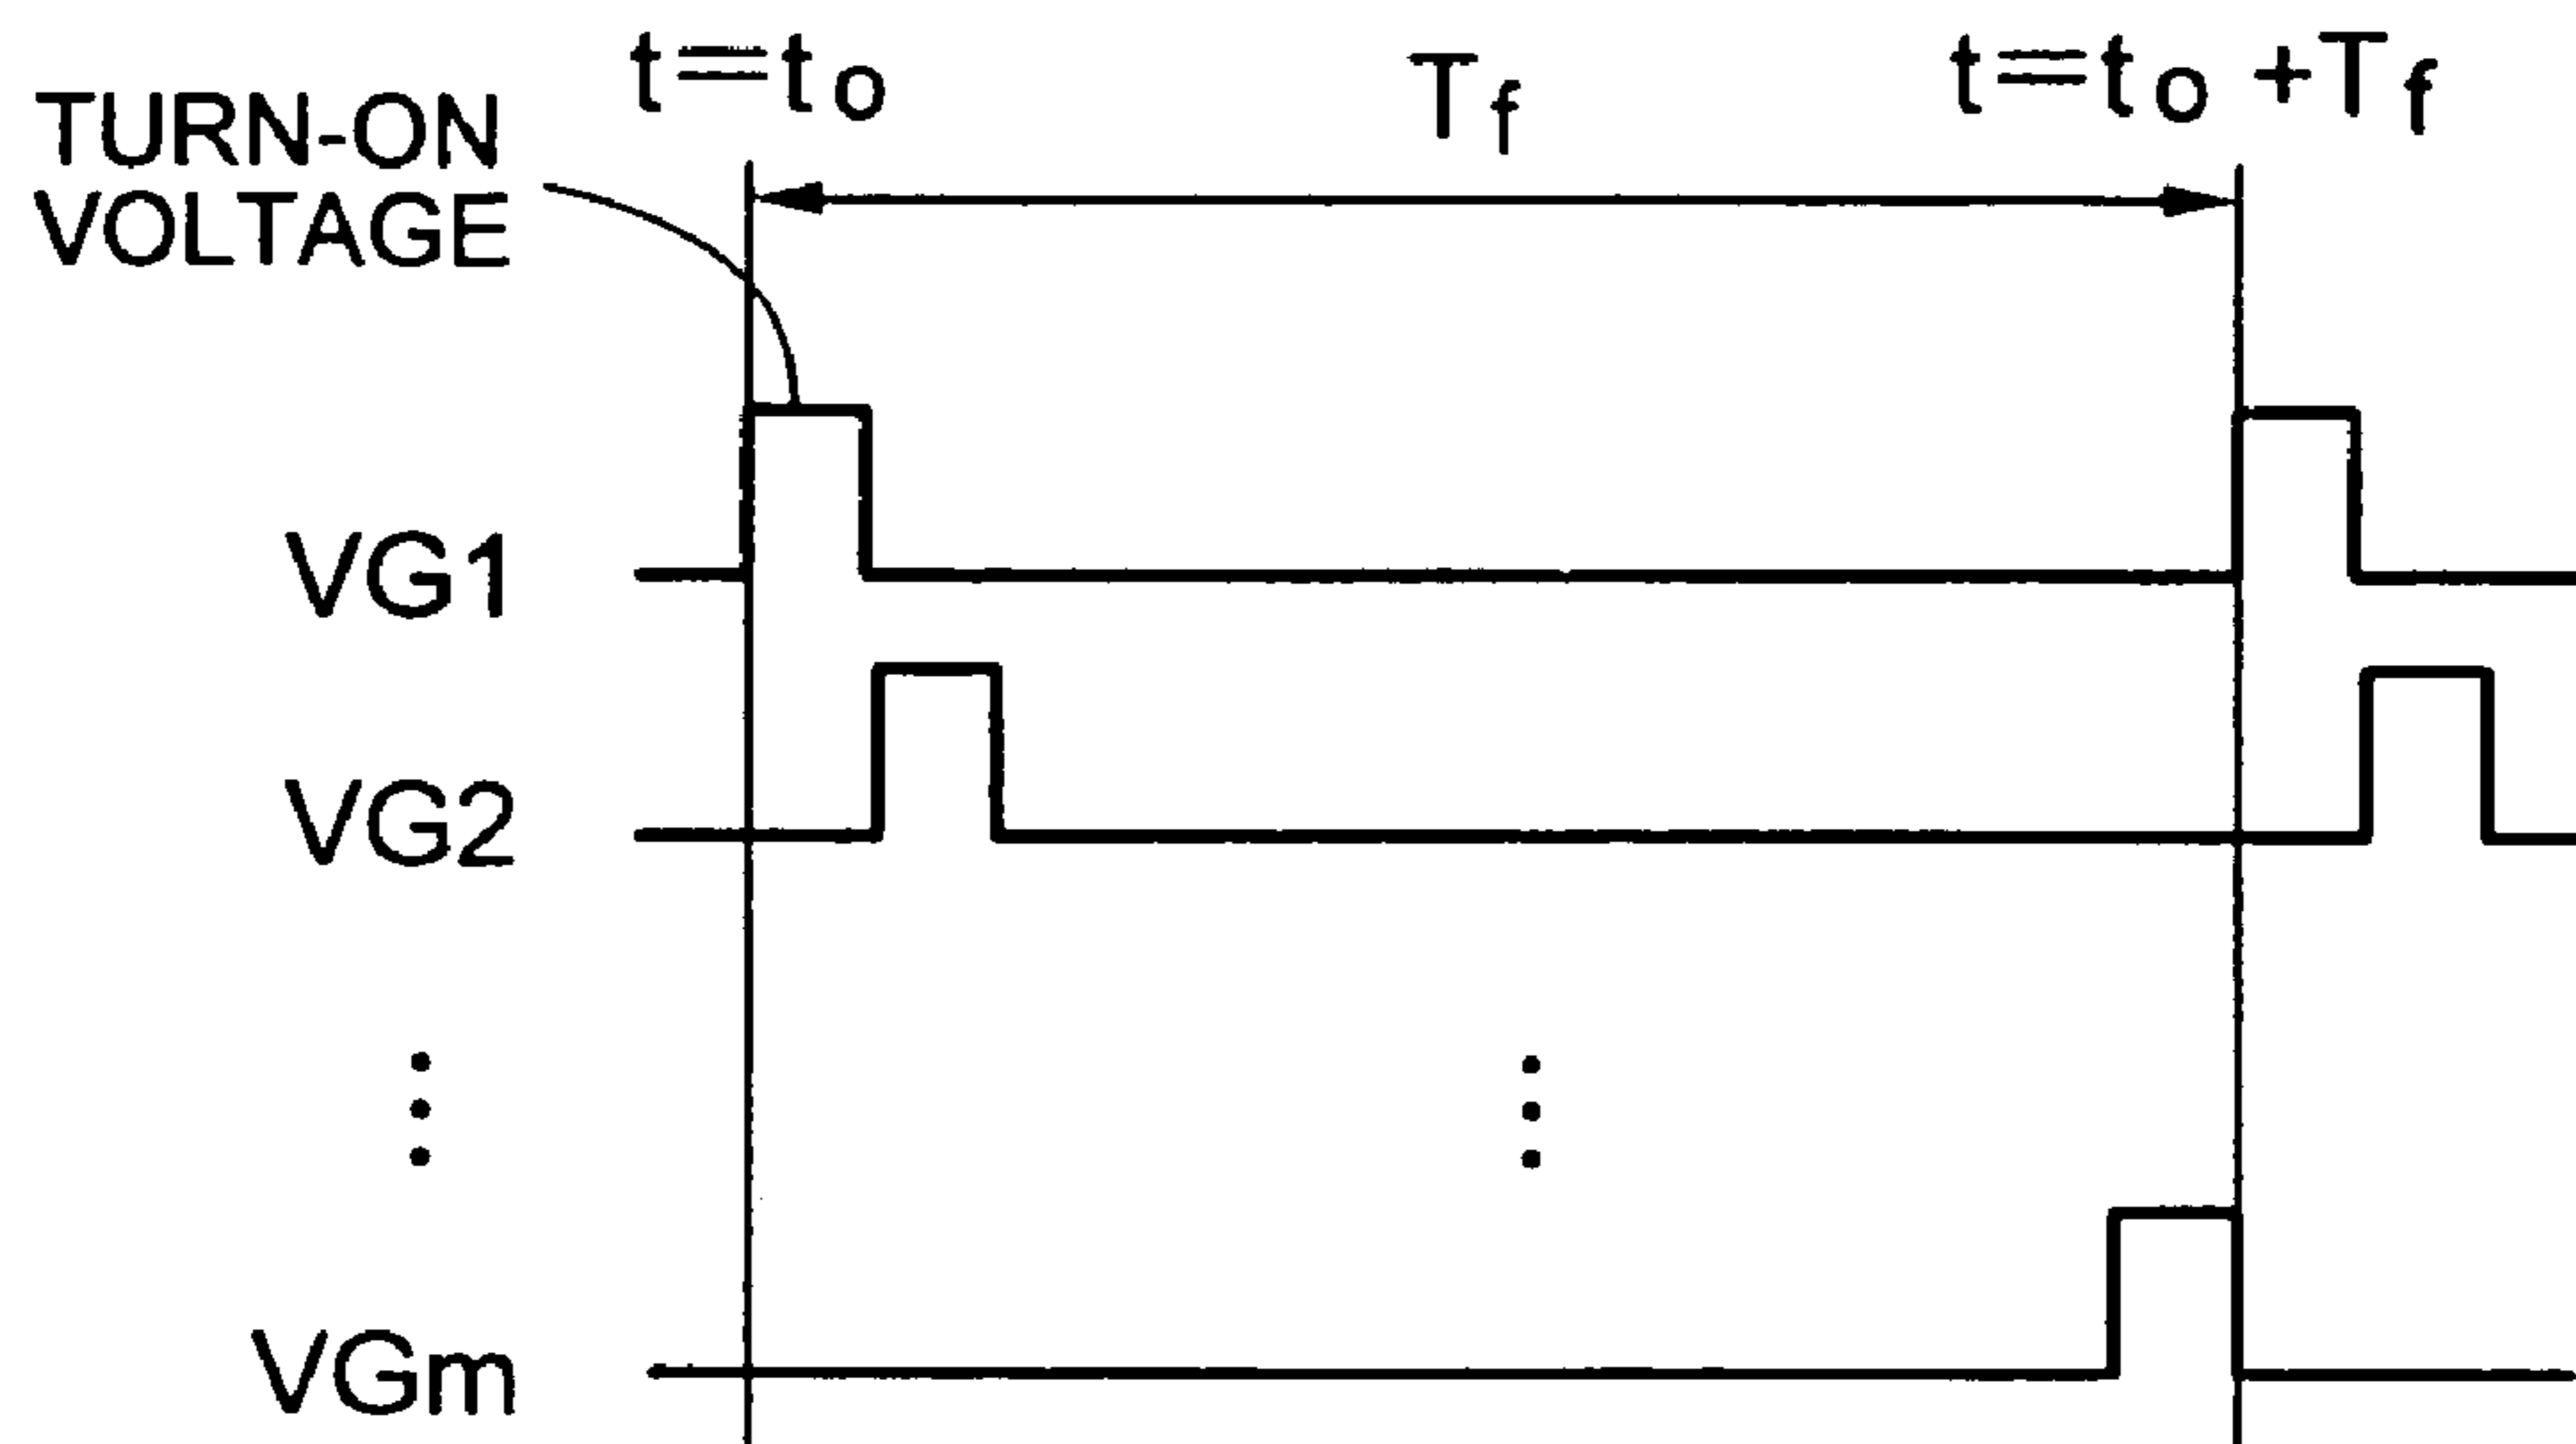 t=to
Tf
t=to+Tf
TURN-ON
VOLTAGE
VG1
VG2
VGm